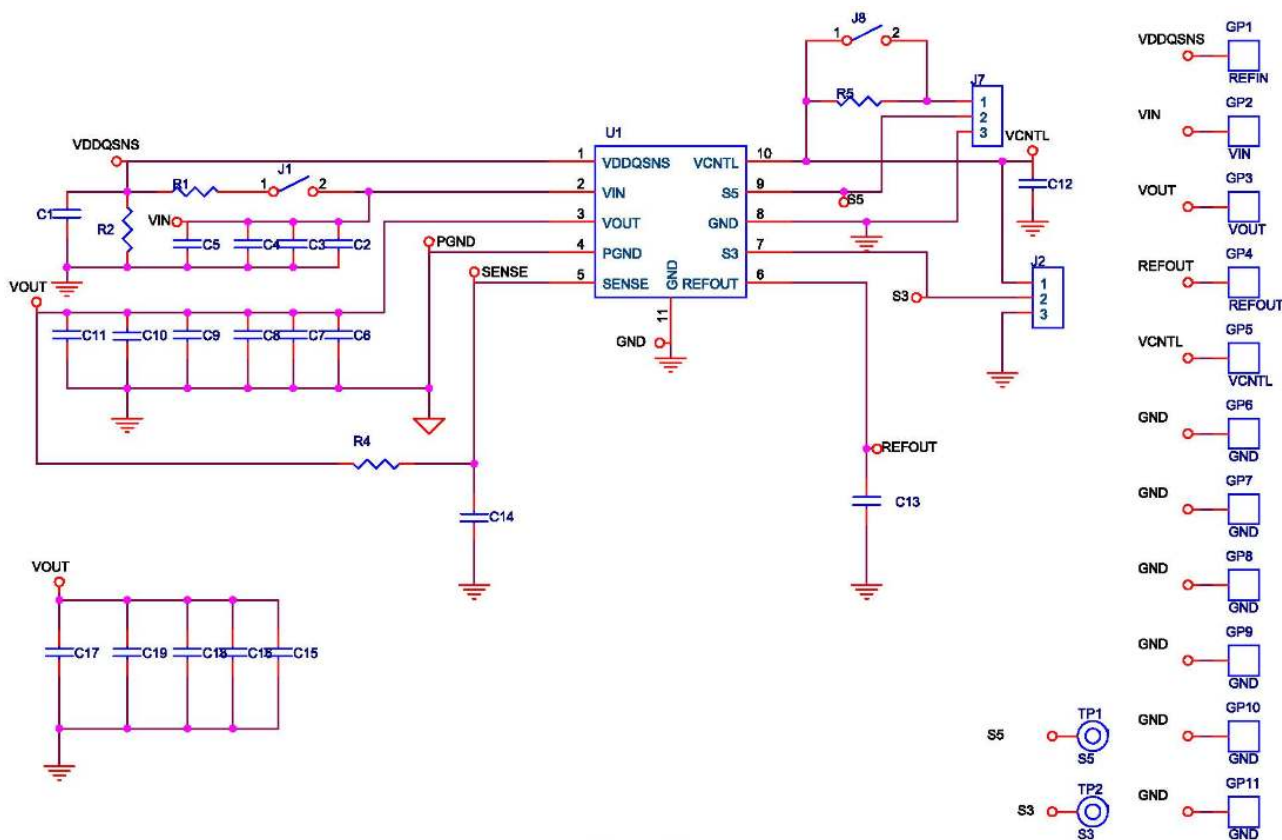 J8
1 2
R5
J7
1
2
3
U1
VDDQSNS
1 VDDQSNS VCNTL 10
VCNTL
R1
J1
1 2
2 VIN S5 9
S5
C12
C1
R2
VIN
C5 C4 C3 C2
3 VOUT GND 8
PGND
4 PGND S3 7
SENSE
5 SENSE GND REFOUT 6
11
GND
S3
J2
1
2
3
VOUT
C11 C10 C9 C8 C7 C6
R4
C14
REFOUT
C13
VOUT
C17 C19 C18 C16 C15
TP1
S5
S5
TP2
S3
S3
GP1
VDDQSNS
REFIN
GP2
VIN
VIN
GP3
VOUT
VOUT
GP4
REFOUT
REFOUT
GP5
VCNTL
VCNTL
GP6
GND
GND
GP7
GND
GND
GP8
GND
GND
GP9
GND
GND
GP10
GND
GND
GP11
GND
GND